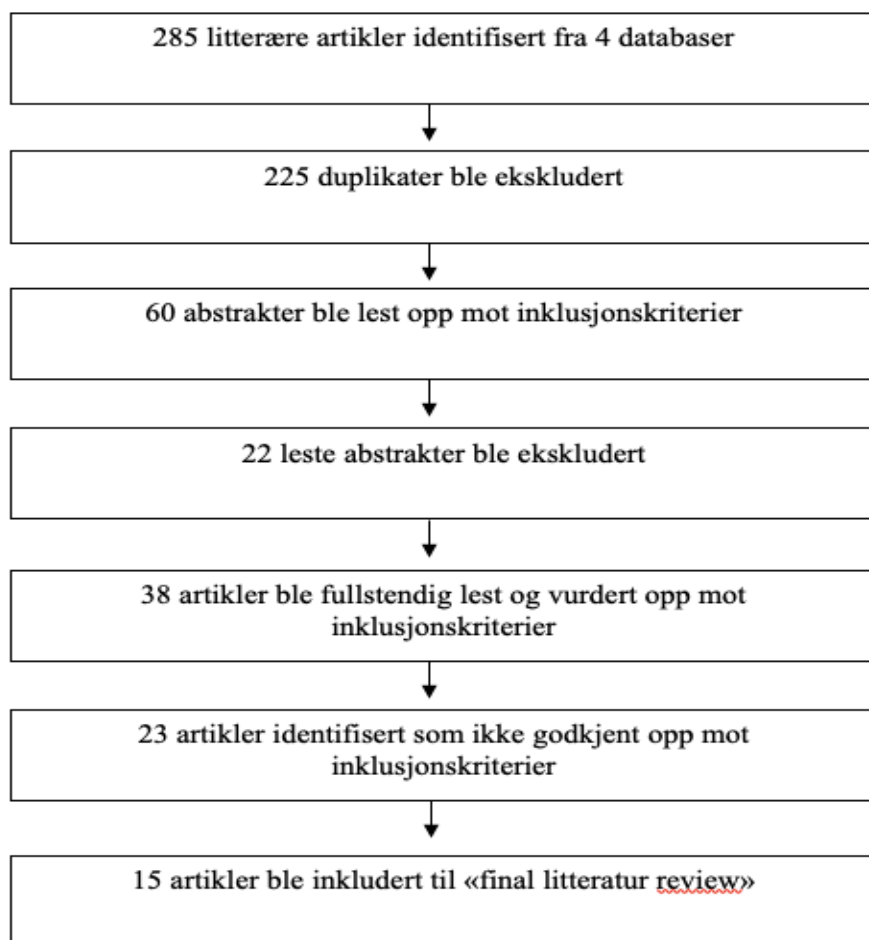 285 litterære artikler identifisert fra 4 databaser
225 duplikater ble ekskludert
60 abstrakter ble lest opp mot inklusjonskriterier
22 leste abstrakter ble ekskludert
38 artikler ble fullstendig lest og vurdert opp mot
inklusjonskriterier
23 artikler identifisert som ikke godkjent opp mot
inklusjonskriterier
15 artikler ble inkludert til «final litteratur review»